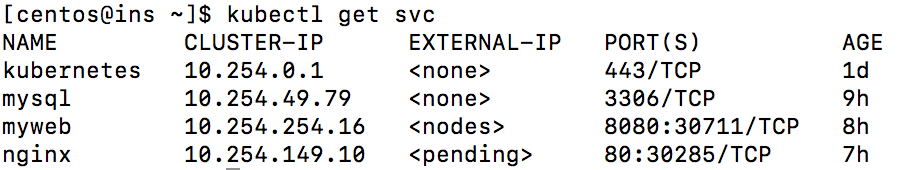 [centos@ins ~]$ kubectl get svc
NAME CLUSTER-IP EXTERNAL-IP PORT(S) AGE
kubernetes 10.254.0.1 <none> 443/TCP 1d
mysql 10.254.49.79 <none> 3306/TCP 9h
myweb 10.254.254.16 <nodes> 8080:30711/TCP 8h
nginx 10.254.149.10 <pending> 80:30285/TCP 7h